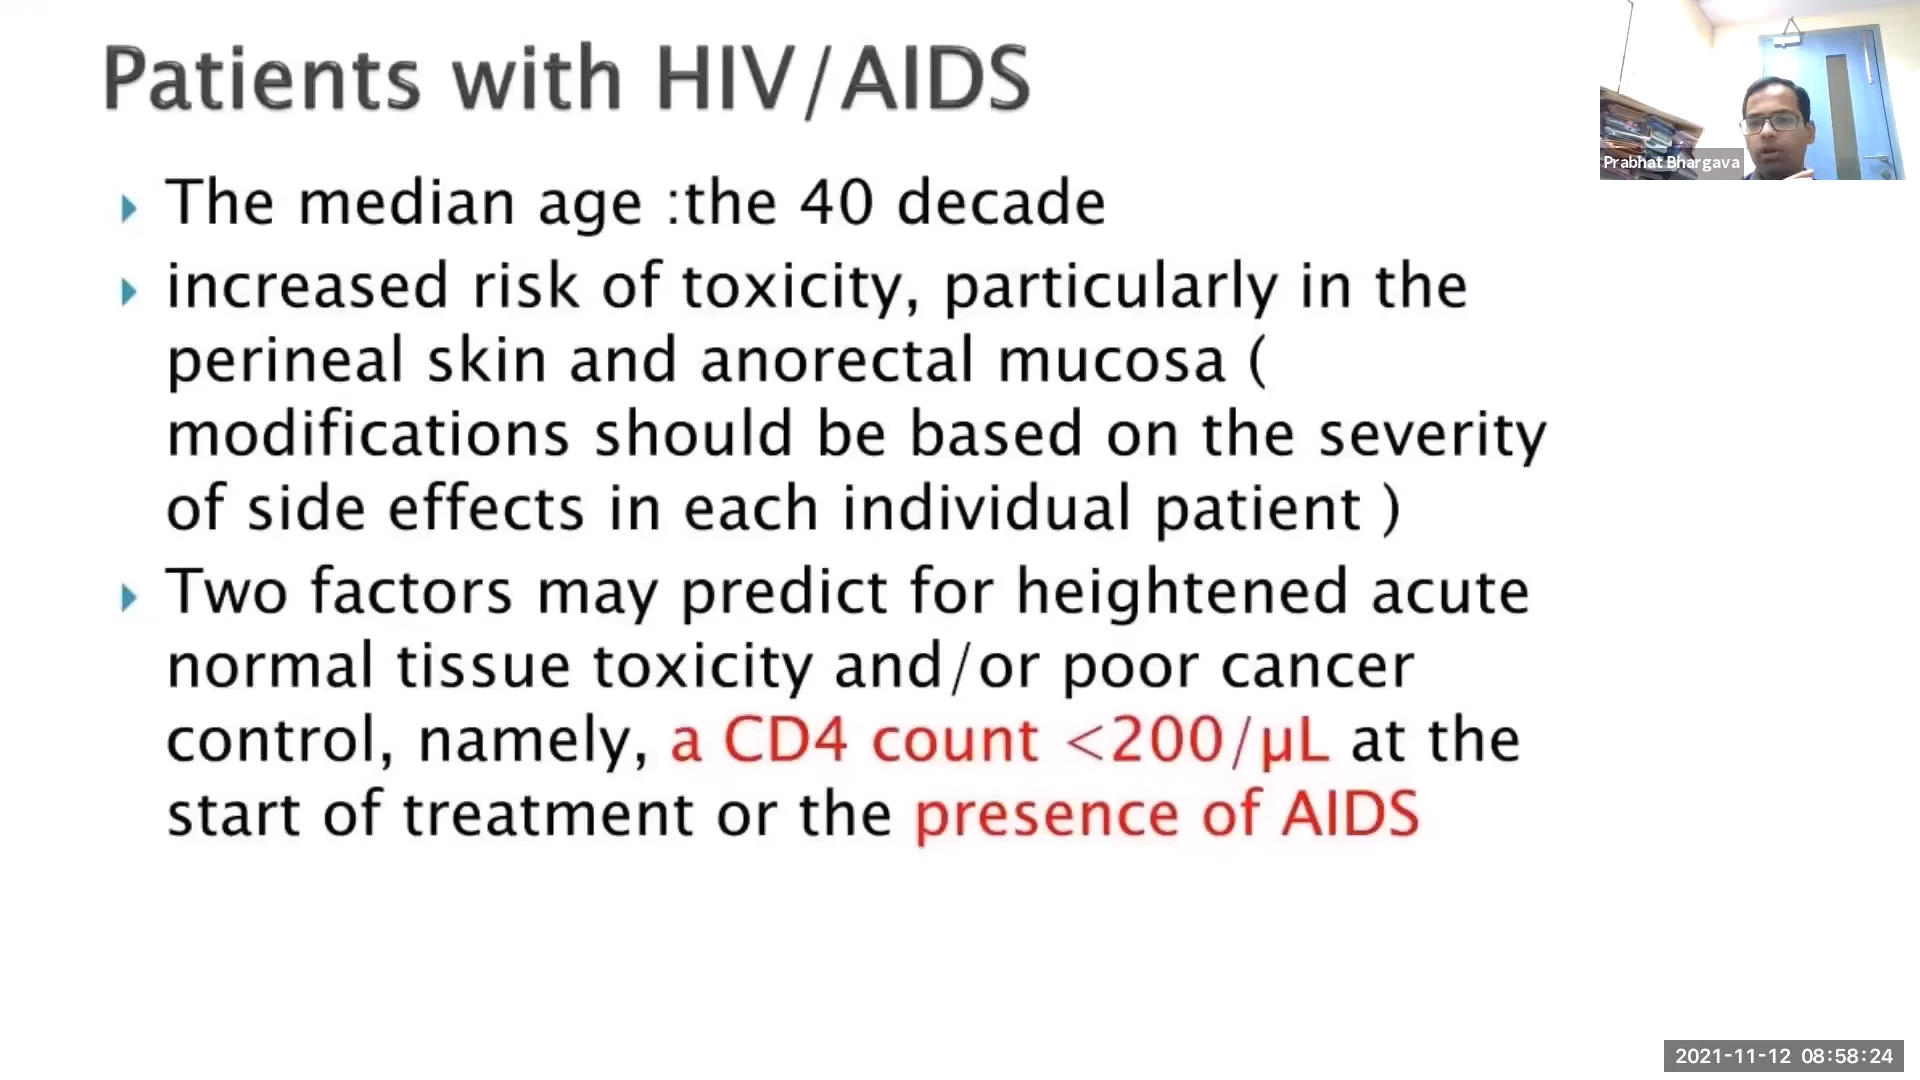 Patients with HIV/AIDS
Prabhat Bhargava
The median age :the 40 decade
increased risk of toxicity, particularly in the
perineal skin and anorectal mucosa (
modifications should be based on the severity
of side effects in each individual patient )
Two factors may predict for heightened acute
normal tissue toxicity and/or poor cancer
control, namely, a CD4 count <200/µL at the
start of treatment or the presence of AIDS
2021-11-12 08:58:24